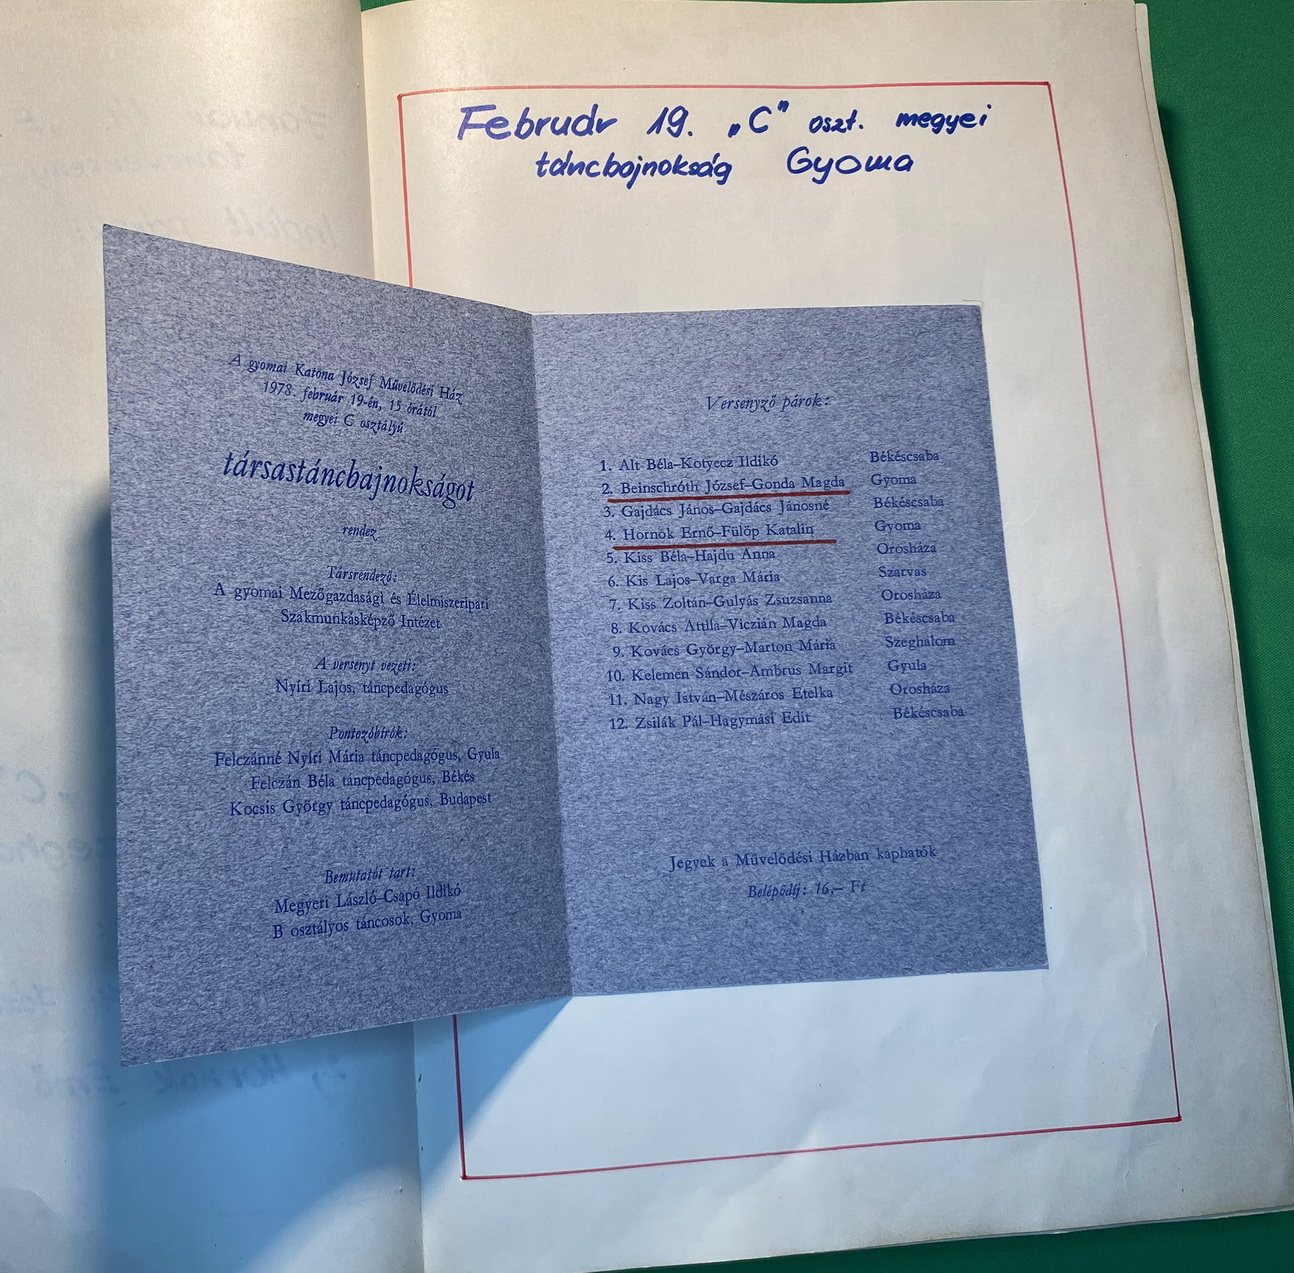 Február 19. „C" oszt. megyei
táncbajnokság Gyoma
A gyomai Katona József Művelődési Ház
1978. február 19-én, 15 órától
megyei C osztályú
társastáncbajnokságot
rendez
Társrendező:
A gyomai Mezőgazdasági és Élelmiszeripari
Szakmunkásképző Intézet
A versenyt vezeti:
Nyíri Lajos, táncpedagógus
Pontozóbírók:
Felczánné Nyíri Mária táncpedagógus, Gyula
Felczán Béla táncpedagógus, Békés
Kocsis György táncpedagógus, Budapest
Bemutatót tart:
Megyeri László–Csapó Ildikó
B osztályos táncosok, Gyoma
Versenyző párok:
1. Alt Béla–Kotyecz Ildikó Békéscsaba
2. Beinschróth József–Gonda Magda Gyoma
3. Gajdács János–Gajdács Jánosné Békéscsaba
4. Hornok Ernő–Fülöp Katalin Gyoma
5. Kiss Béla–Hajdu Anna Orosháza
6. Kis Lajos–Varga Mária Szarvas
7. Kiss Zoltán–Gulyás Zsuzsanna Orosháza
8. Kovács Attila–Viczián Magda Békéscsaba
9. Kovács György–Marton Mária Szeghalom
10. Kelemen Sándor–Ambrus Margit Gyula
11. Nagy István–Mészáros Etelka Orosháza
12. Zsilák Pál–Hagymási Edit Békéscsaba
Jegyek a Művelődési Házban kaphatók
Belépődíj: 16,— Ft